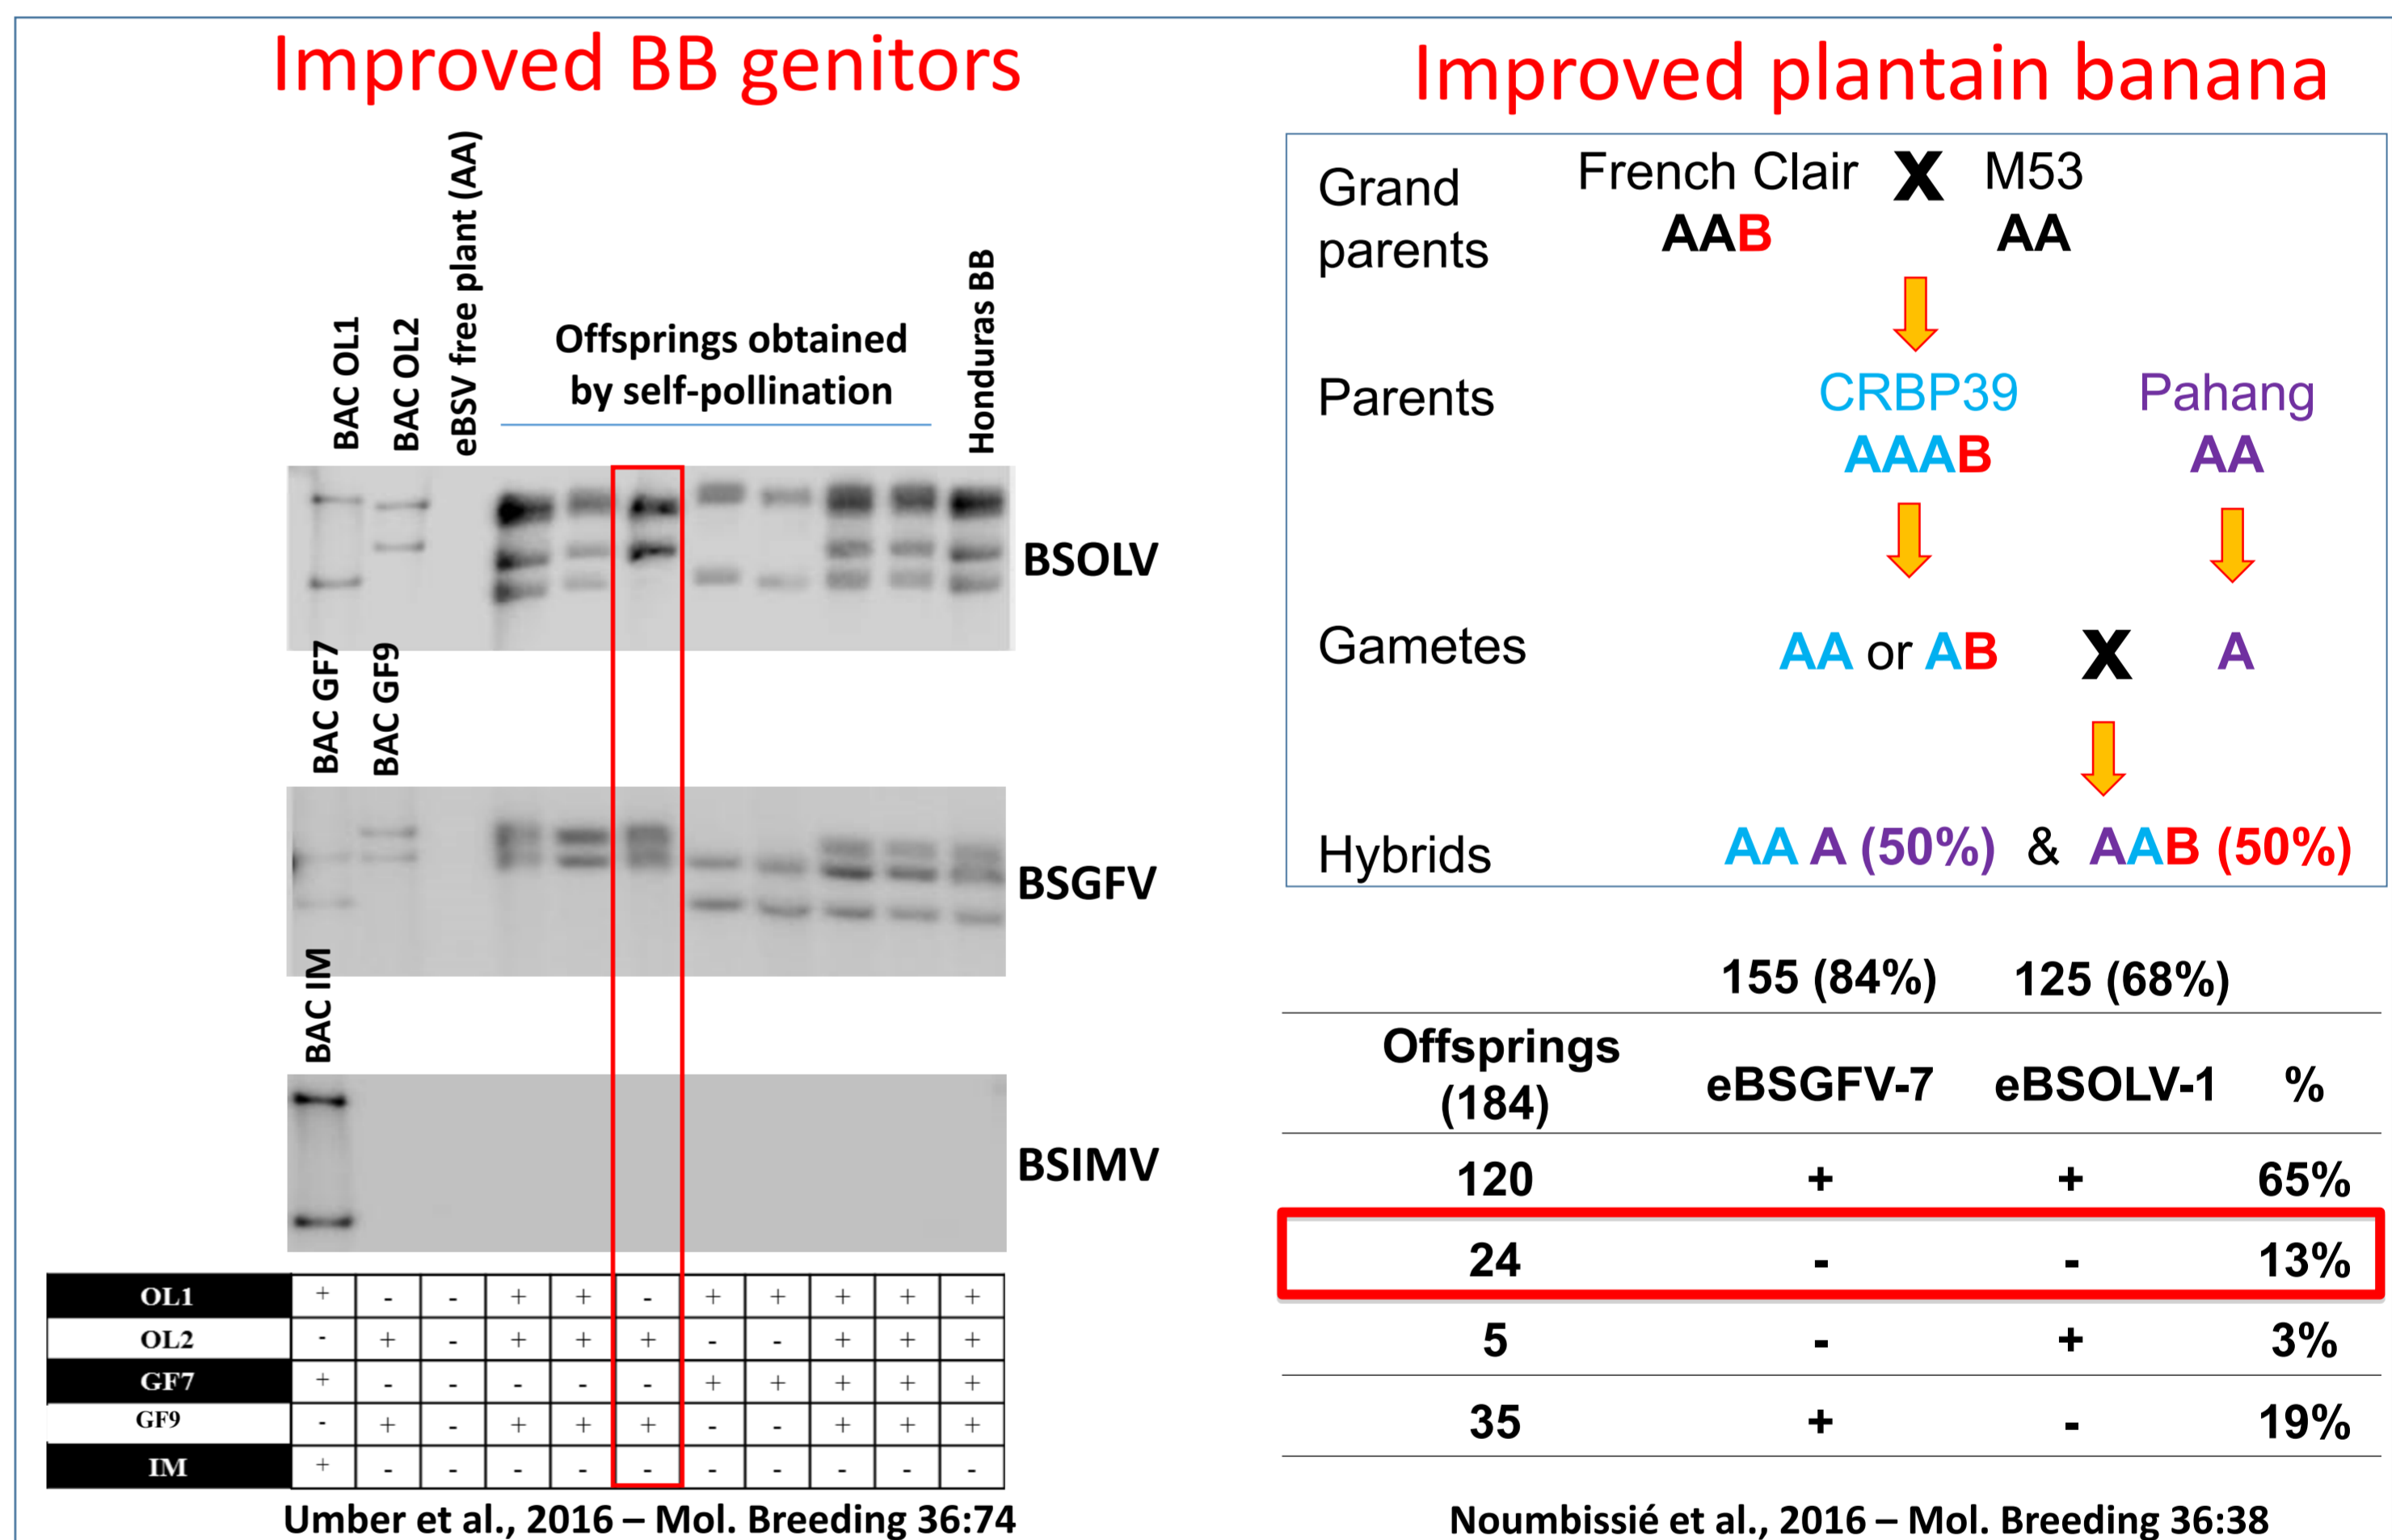 Improved BB genitors
BAC OL1
BAC OL2
eBSV free plant (AA)
Offsprings obtained
by self-pollination
Honduras BB
BSOLV
BAC GF7
BAC GF9
BSGFV
BAC IM
BSIMV
OL1 + - - + + - + + + + +
OL2 - + - + + + - - + + +
GF7 + - - - - - + + + + +
GF9 - + - + + + - - + + +
IM + - - - - - - - - - -
Umber et al., 2016 – Mol. Breeding 36:74
Improved plantain banana
Grand
parents
French Clair X M53
AAB AA
Parents
CRBP39 Pahang
AAAB AA
Gametes AA or AB X A
Hybrids AA A (50%) & AAB (50%)
155 (84%) 125 (68%)
Offsprings
(184)
eBSGFV-7 eBSOLV-1 %
120 + + 65%
24 - - 13%
5 - + 3%
35 + - 19%
Noumbissié et al., 2016 – Mol. Breeding 36:38